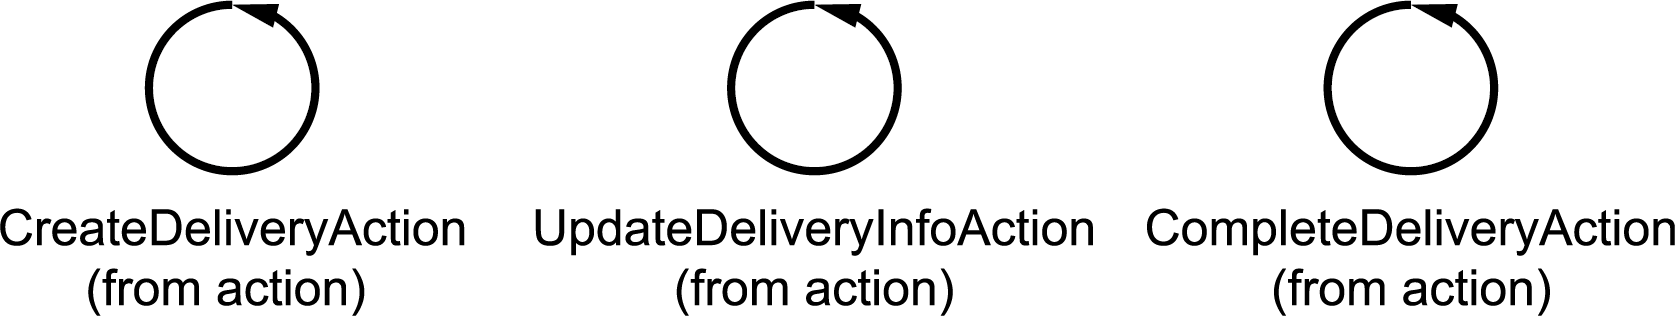 CreateDeliveryAction
(from action)
UpdateDeliveryInfoAction
(from action)
CompleteDeliveryAction
(from action)